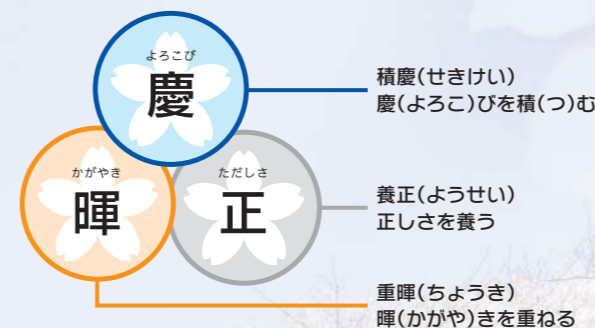 よろこび
慶
積慶(せきけい)
慶(よろこ)びを積(つ)む
かがやき
暉
ただしさ
正
養正(ようせい)
正しさを養う
重暉(ちょうき)
暉(かがや)きを重ねる